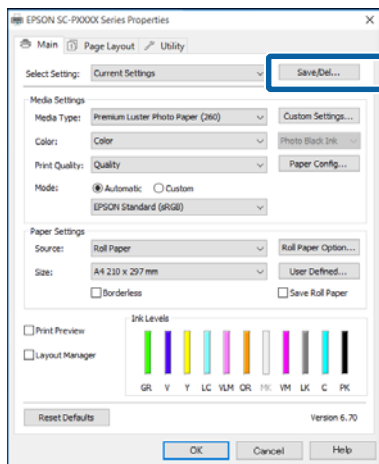 EPSON SC-PXXXX Series Properties
Main Page Layout Utility
Select Setting: Current Settings Save/Del...
Media Settings
Media Type: Premium Luster Photo Paper (260) Custom Settings...
Color: Color Photo Black Ink
Print Quality: Quality Paper Config...
Mode: Automatic Custom
EPSON Standard (sRGB)
Paper Settings
Source: Roll Paper Roll Paper Option...
Size: A4 210 x 297 mm User Defined...
Borderless Save Roll Paper
Ink Levels
Print Preview
Layout Manager
GR V Y LC VLM OR MK VM LK C PK
Reset Defaults Version 6.70
OK Cancel Help